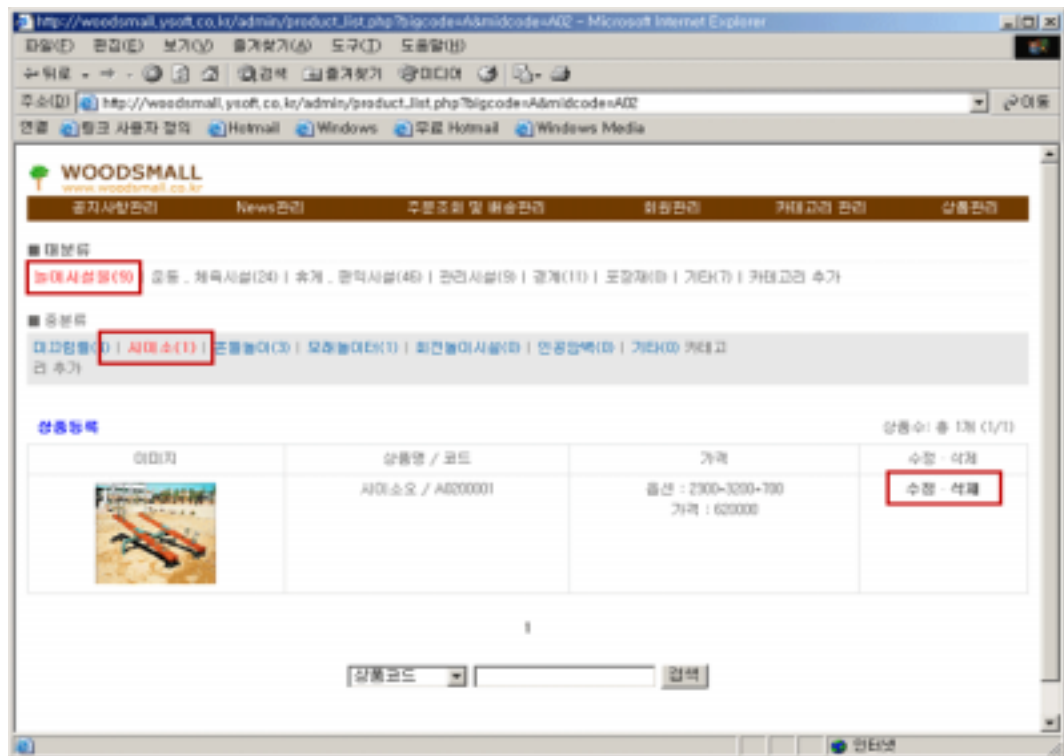 http://woodsmall.ysoft.co.kr/admin/product_list.php?bigcode=A&midcode=A02 - Microsoft Internet Explorer
파일(F) 편집(E) 보기(V) 즐겨찾기(A) 도구(T) 도움말(H)
뒤로 검색 즐겨찾기 미디어
주소(D) http://woodsmall.ysoft.co.kr/admin/product_list.php?bigcode=A&midcode=A02 이동
연결 링크 사용자 정의 Hotmail Windows 무료 Hotmail Windows Media
WOODSMALL
www.woodsmall.co.kr
공지사항관리 News관리 주문조회 및 배송관리 회원관리 카테고리 관리 상품관리
■ 대분류
놀이시설물(9) 운동 . 체육시설(24) | 휴게 . 편익시설(46) | 관리시설(9) | 경계(11) | 포장재(0) | 기타(7) | 카테고리 추가
■ 중분류
미끄럼틀( | 시이소(1) | 흔들놀이(3) | 모래놀이터(1) | 회전놀이시설(0) | 인공암벽(0) | 기타(0) 카테고
리 추가
상품등록 상품수: 총 1개 (1/1)
이미지 상품명 / 코드 가격 수정 · 삭제
시이소오 / A0200001 옵션 : 2300*3200*700 수정 · 삭제
가격 : 620000
1
상품코드 검색
인터넷